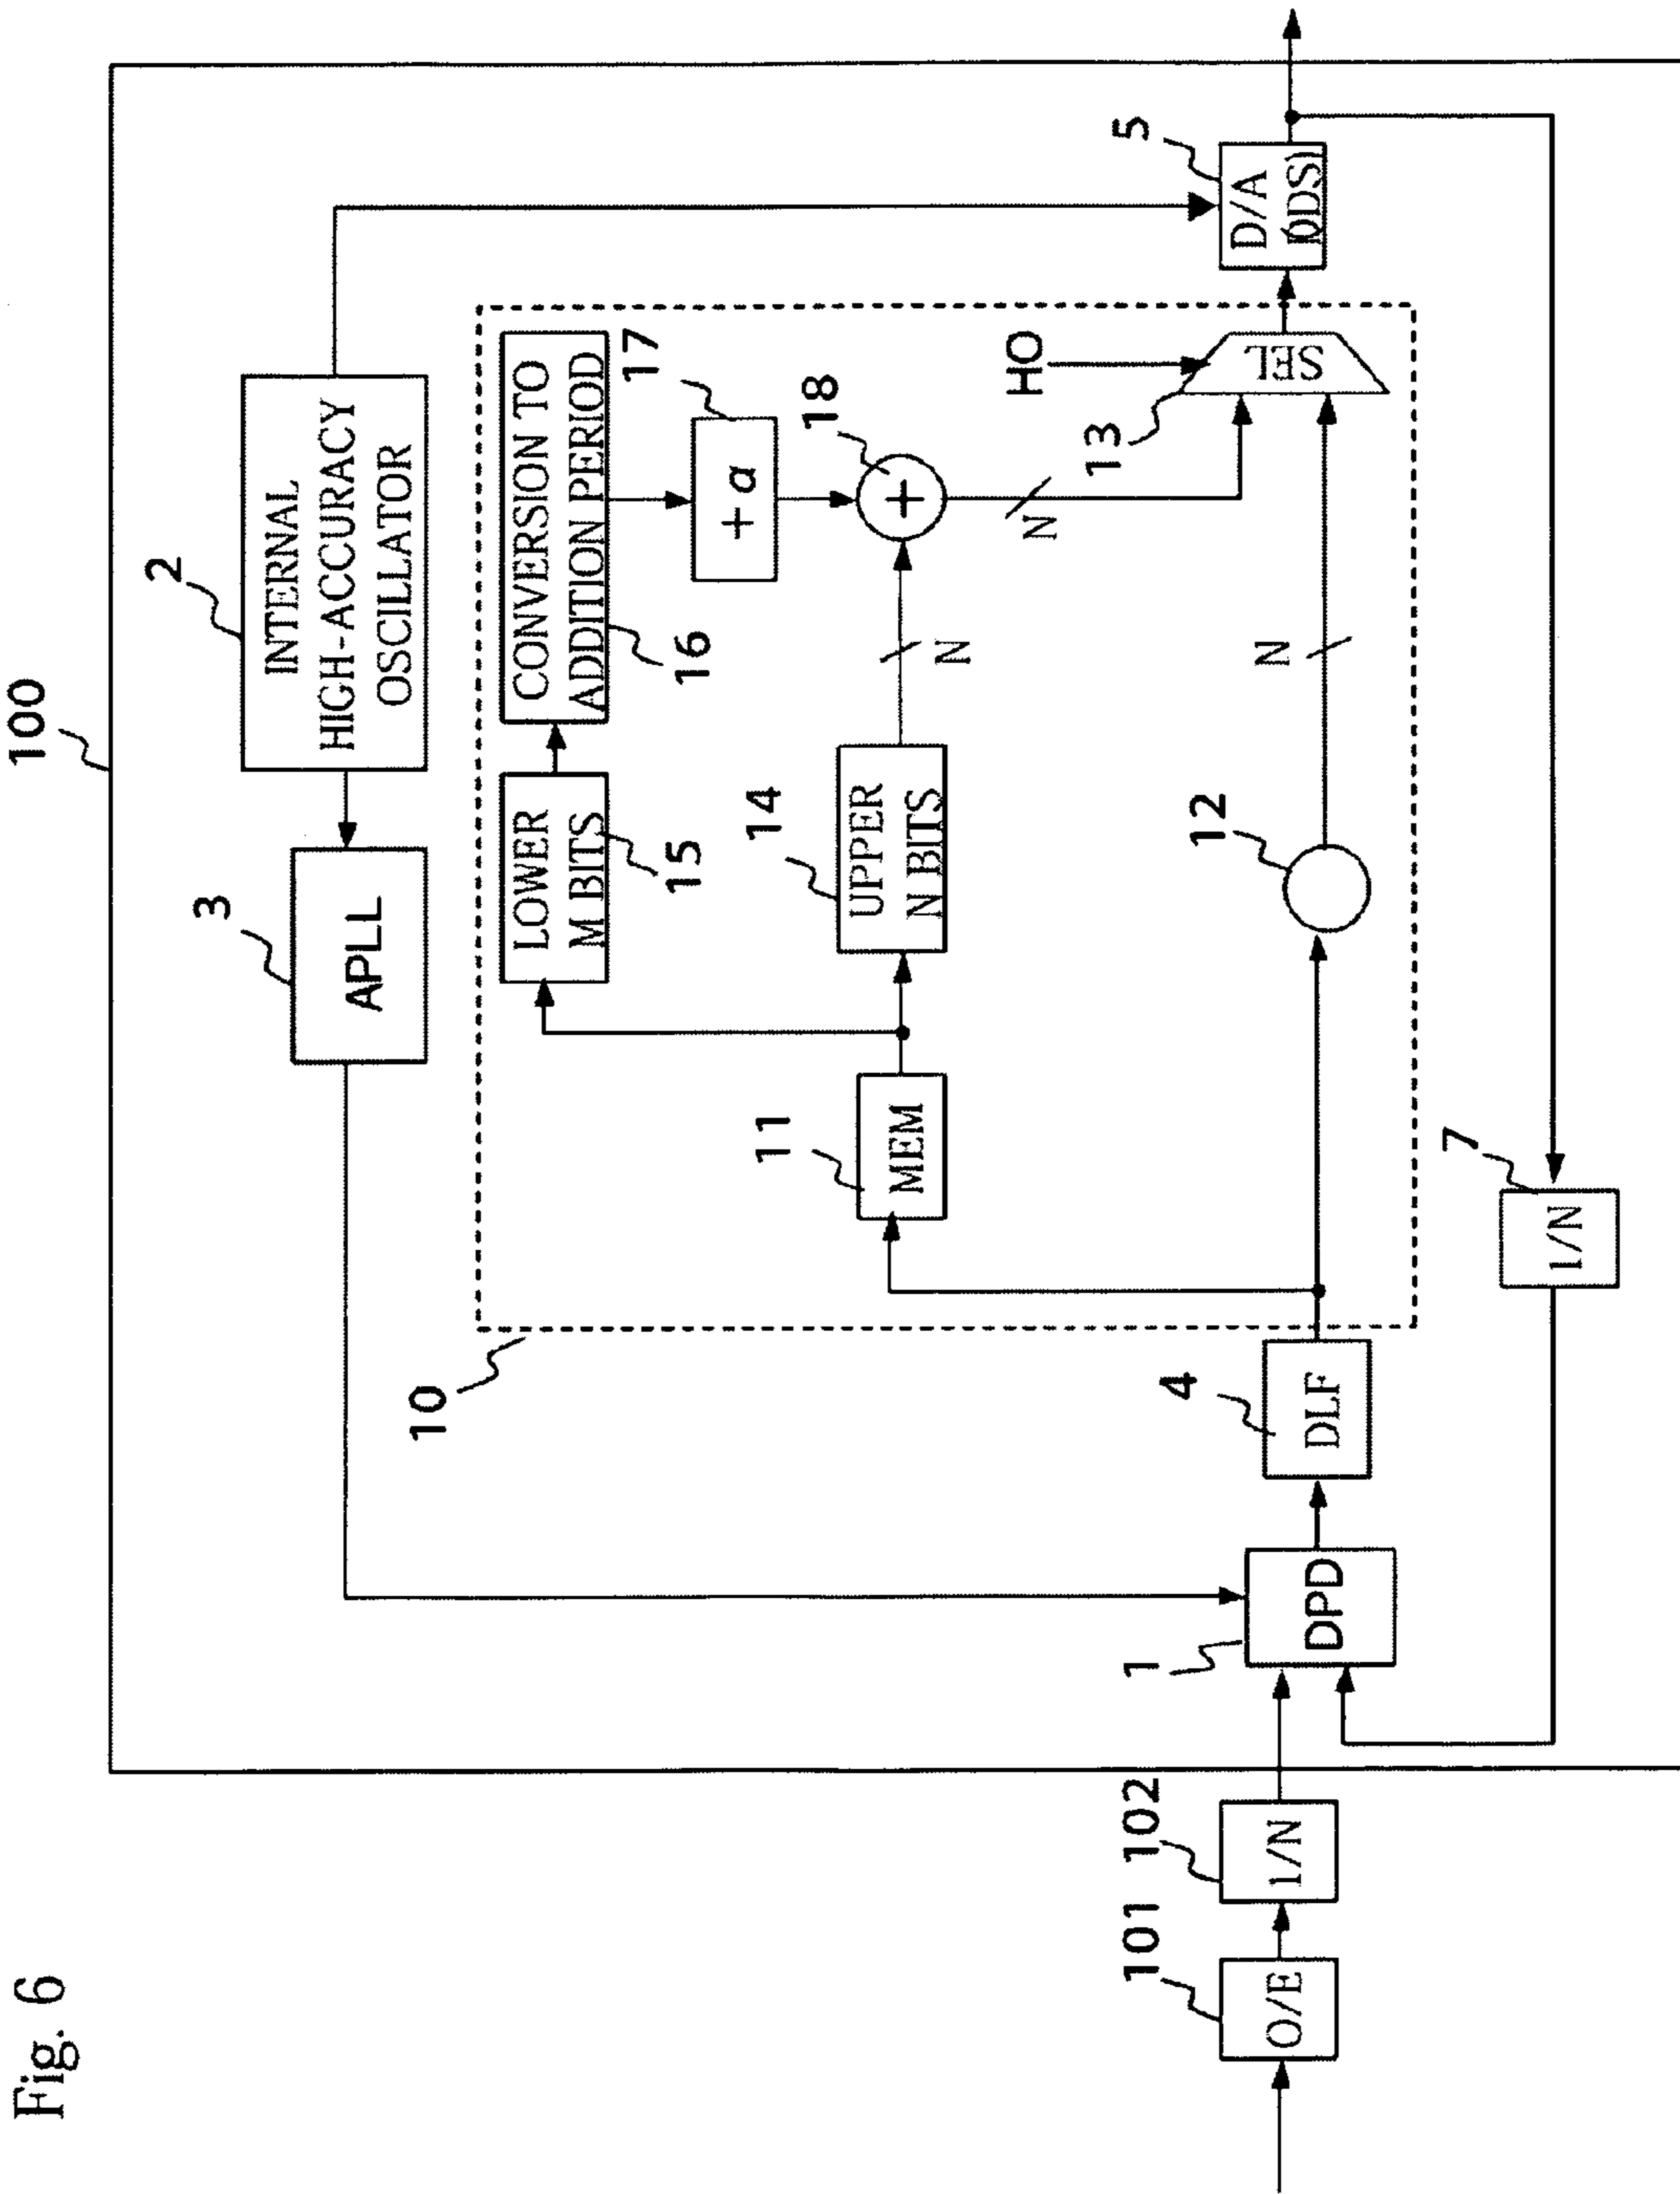 Fig. 6
100
2
INTERNAL
HIGH-ACCURACY
OSCILLATOR
3
APLL
10
LOWER
M BITS
15
CONVERSION TO
ADDITION PERIOD
16
+α
17
11
MEM
14
UPPER
N BITS
N
+
18
N
HO
13
SEL
12
N
5
D/A
(DDS)
101
O/E
102
1/N
1
DPD
4
DLF
7
1/N